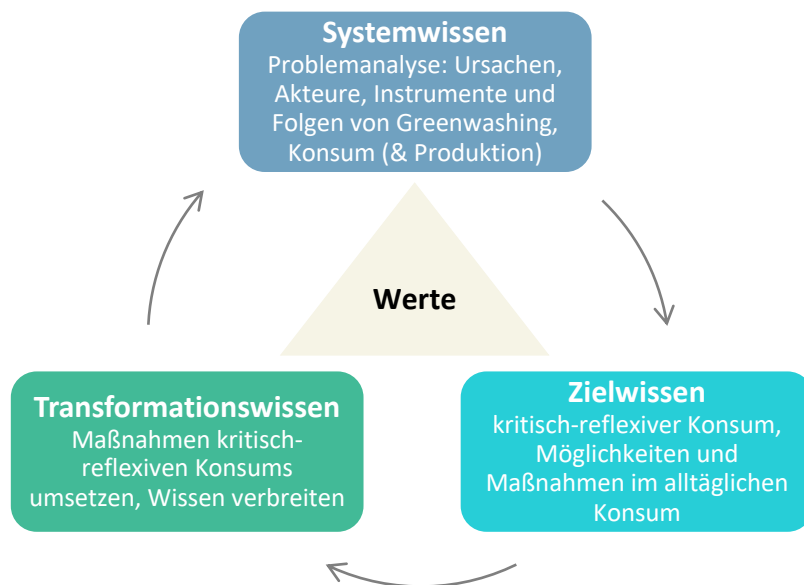 Systemwissen
Problemanalyse: Ursachen,
Akteure, Instrumente und
Folgen von Greenwashing,
Konsum (& Produktion)
Werte
Transformationswissen
Maßnahmen kritisch-
reflexiven Konsums
umsetzen, Wissen verbreiten
Zielwissen
kritisch-reflexiver Konsum,
Möglichkeiten und
Maßnahmen im alltäglichen
Konsum